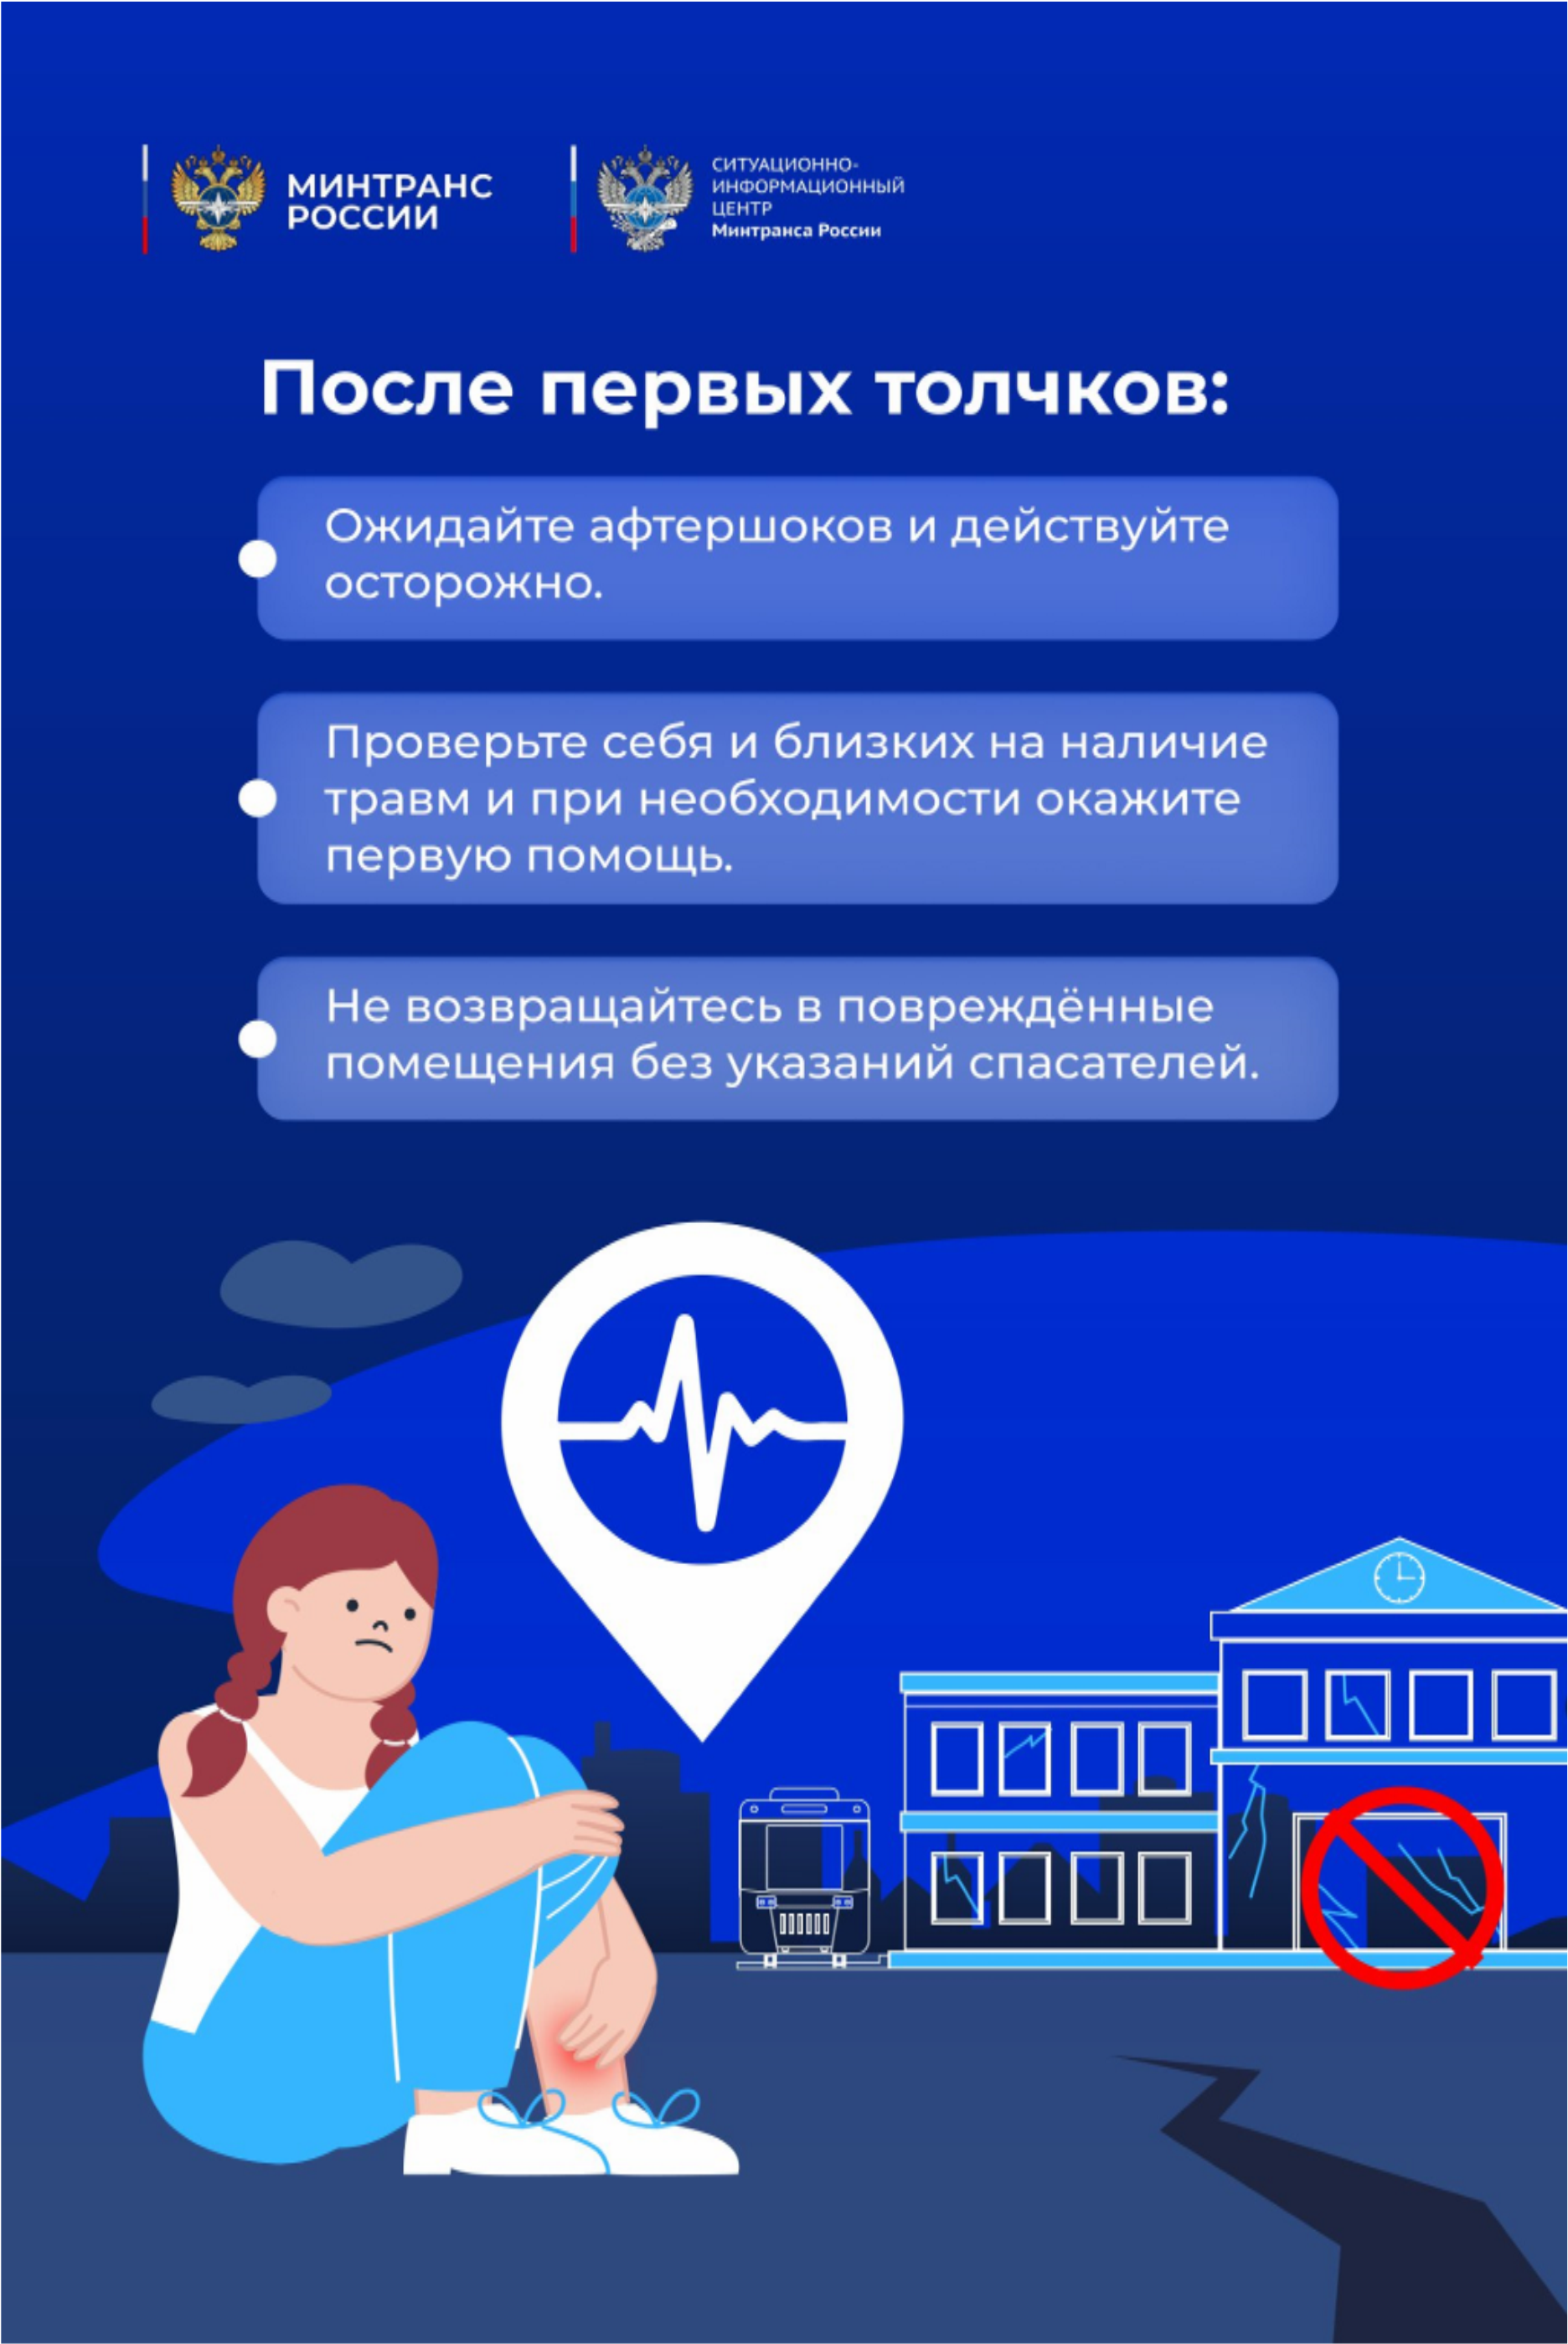 МИНТРАНС
РОССИИ
СИТУАЦИОННО-
ИНФОРМАЦИОННЫЙ
ЦЕНТР
Минтранса России
После первых толчков:
Ожидайте афтершоков и действуйте
осторожно.
Проверьте себя и близких на наличие
травм и при необходимости окажите
первую помощь.
Не возвращайтесь в повреждённые
помещения без указаний спасателей.